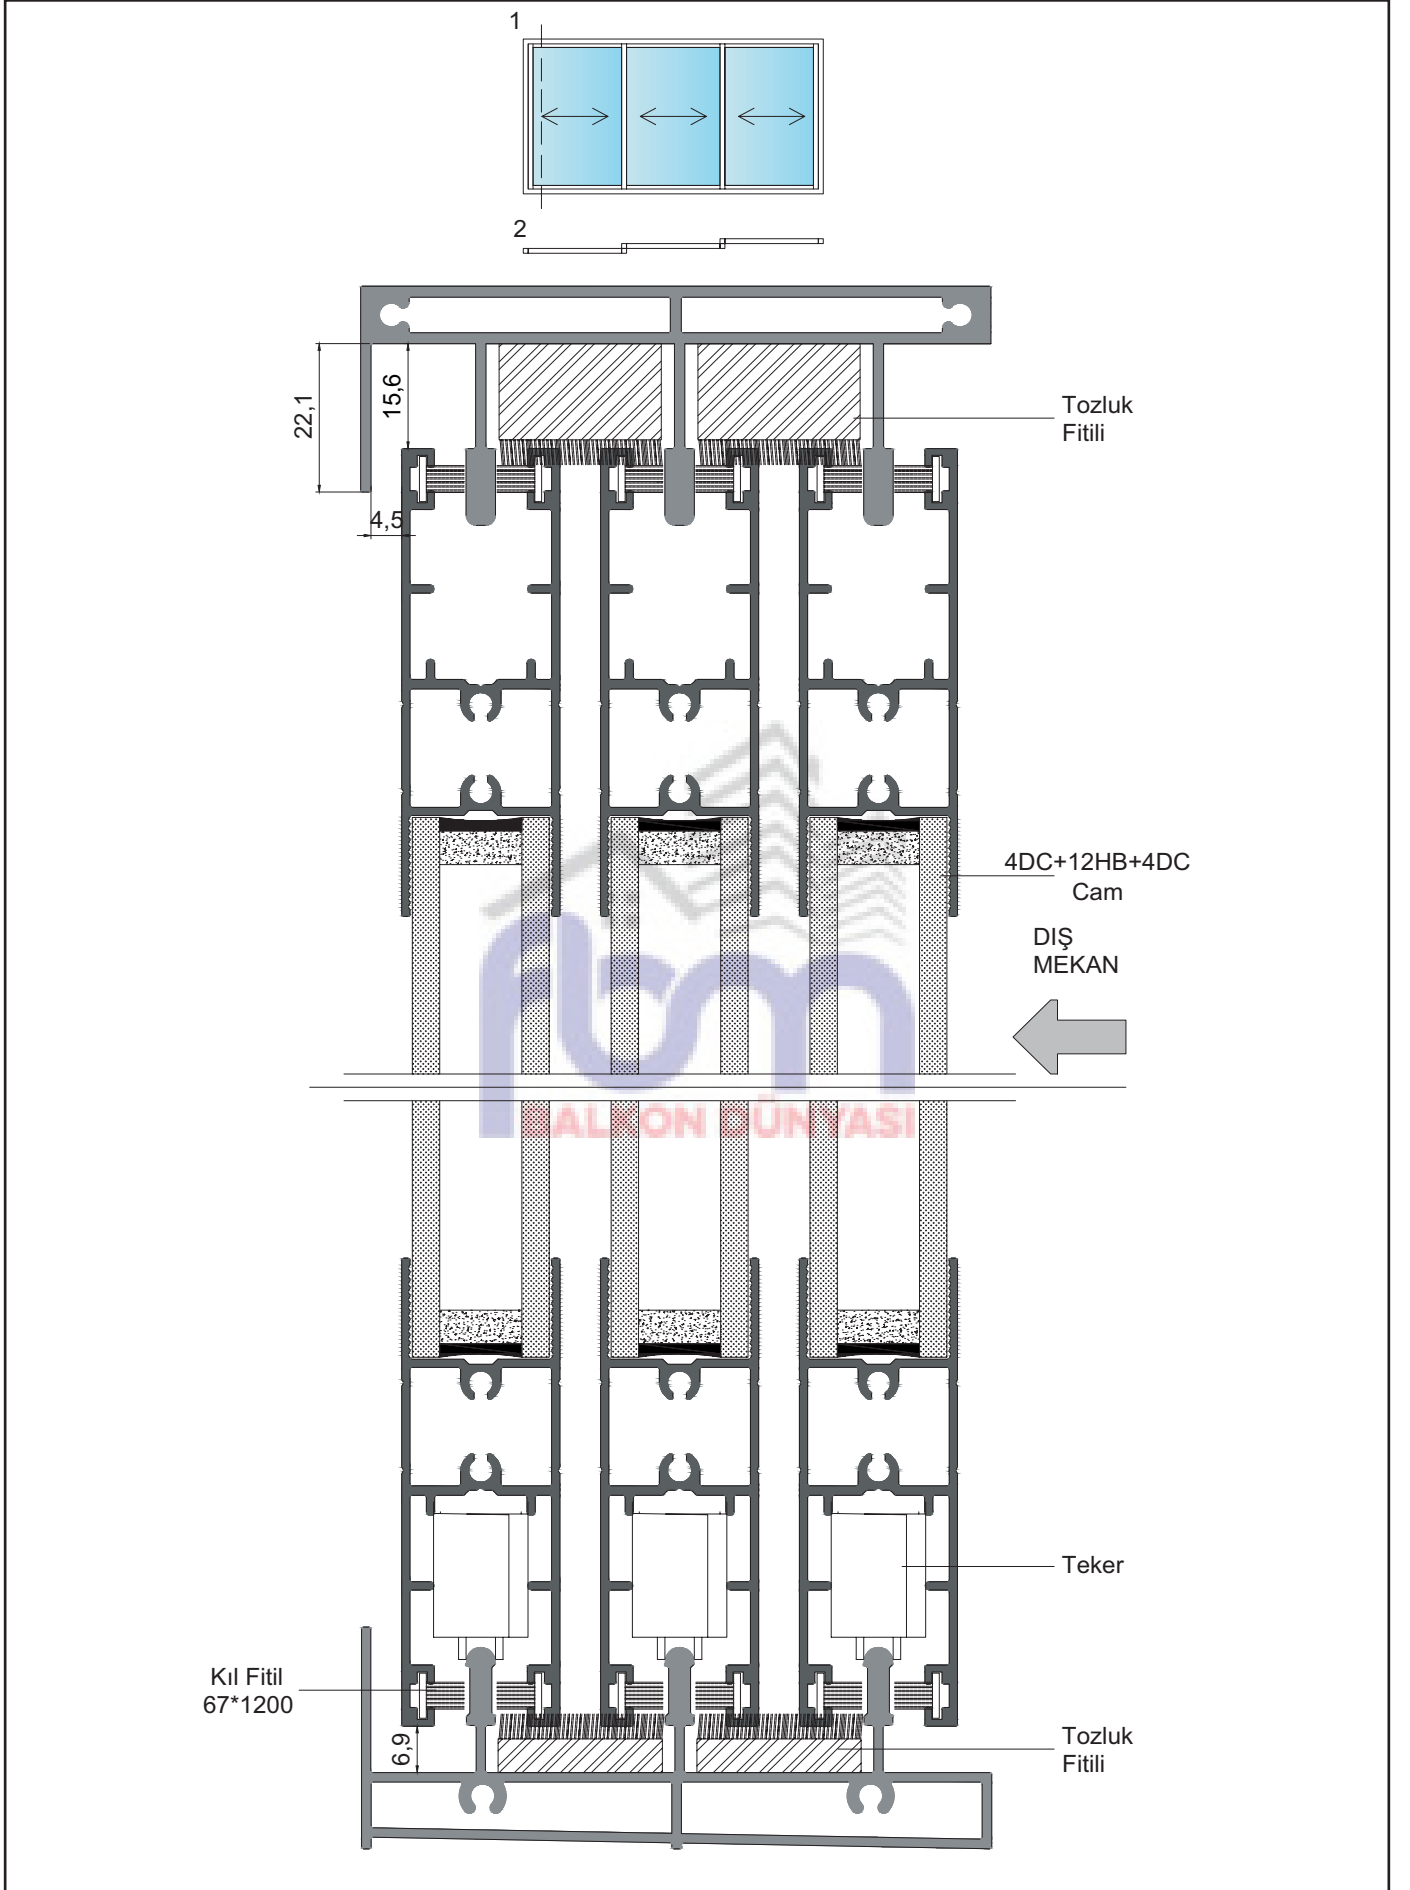 1
2
22,1
15,6
4,5
Tozluk
Fitili
4DC+12HB+4DC
Cam
DIŞ
MEKAN
fbm
BALKON DÜNYASI
Teker
Kıl Fitil
67*1200
6,9
Tozluk
Fitili